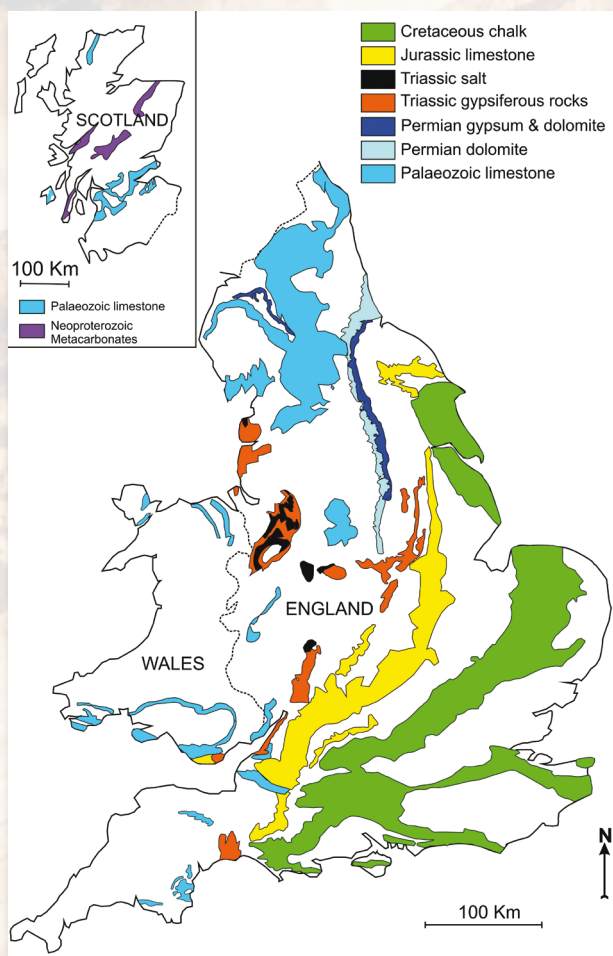 SCOTLAND
100 Km
Palaeozoic limestone
Neoproterozoic
Metacarbonates
Cretaceous chalk
Jurassic limestone
Triassic salt
Triassic gypsiferous rocks
Permian gypsum & dolomite
Permian dolomite
Palaeozoic limestone
ENGLAND
WALES
N
100 Km